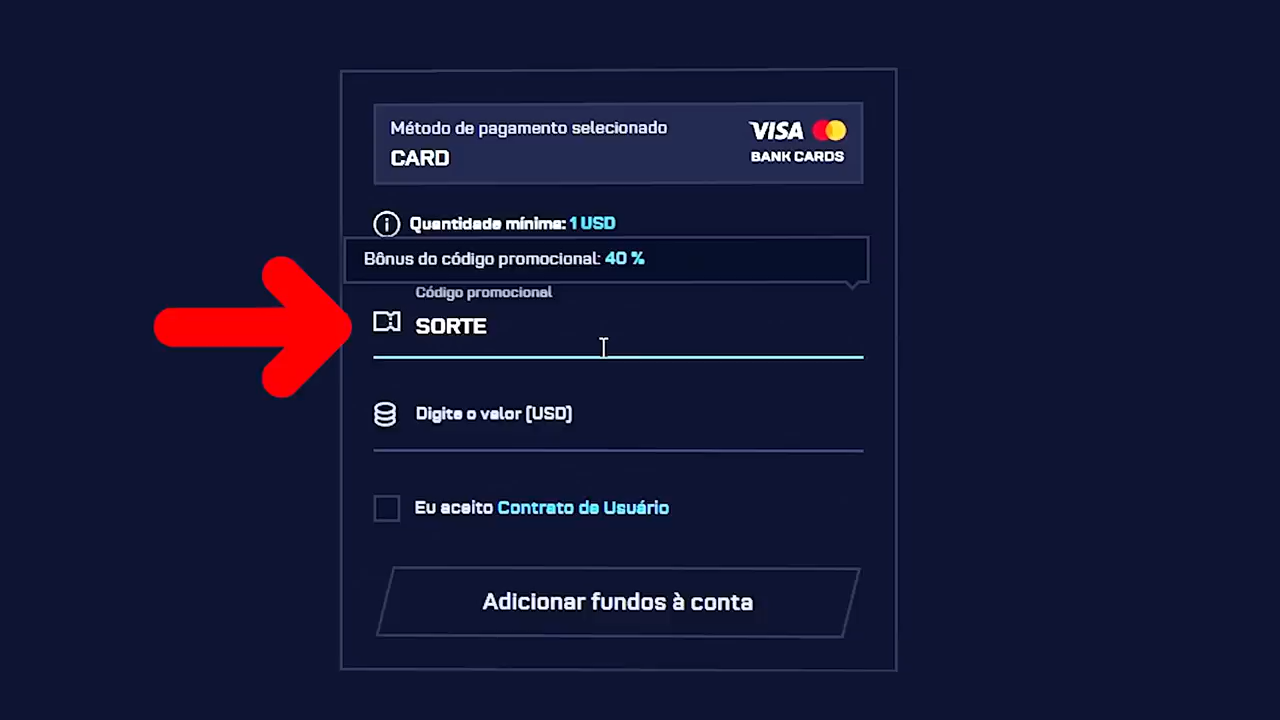 Método de pagamento selecionado
CARD
VISA
BANK CARDS
Quantidade mínima: 1 USD
Bônus do código promocional: 40 %
Código promocional
SORTE
Digite o valor (USD)
Eu aceito Contrato de Usuário
Adicionar fundos à conta